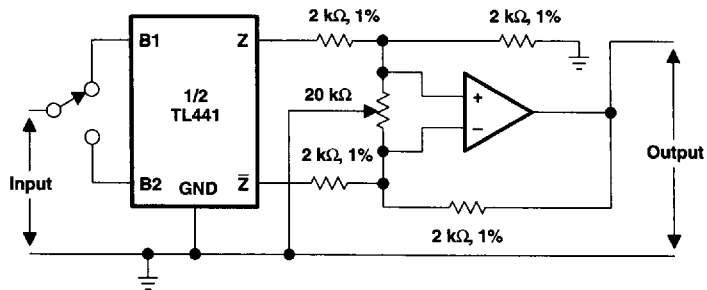 2 kΩ, 1%
2 kΩ, 1%
B1
Z
1/2
TL441
20 kΩ
+
−
2 kΩ, 1%
Output
Input
B2
GND
Z̅
2 kΩ, 1%